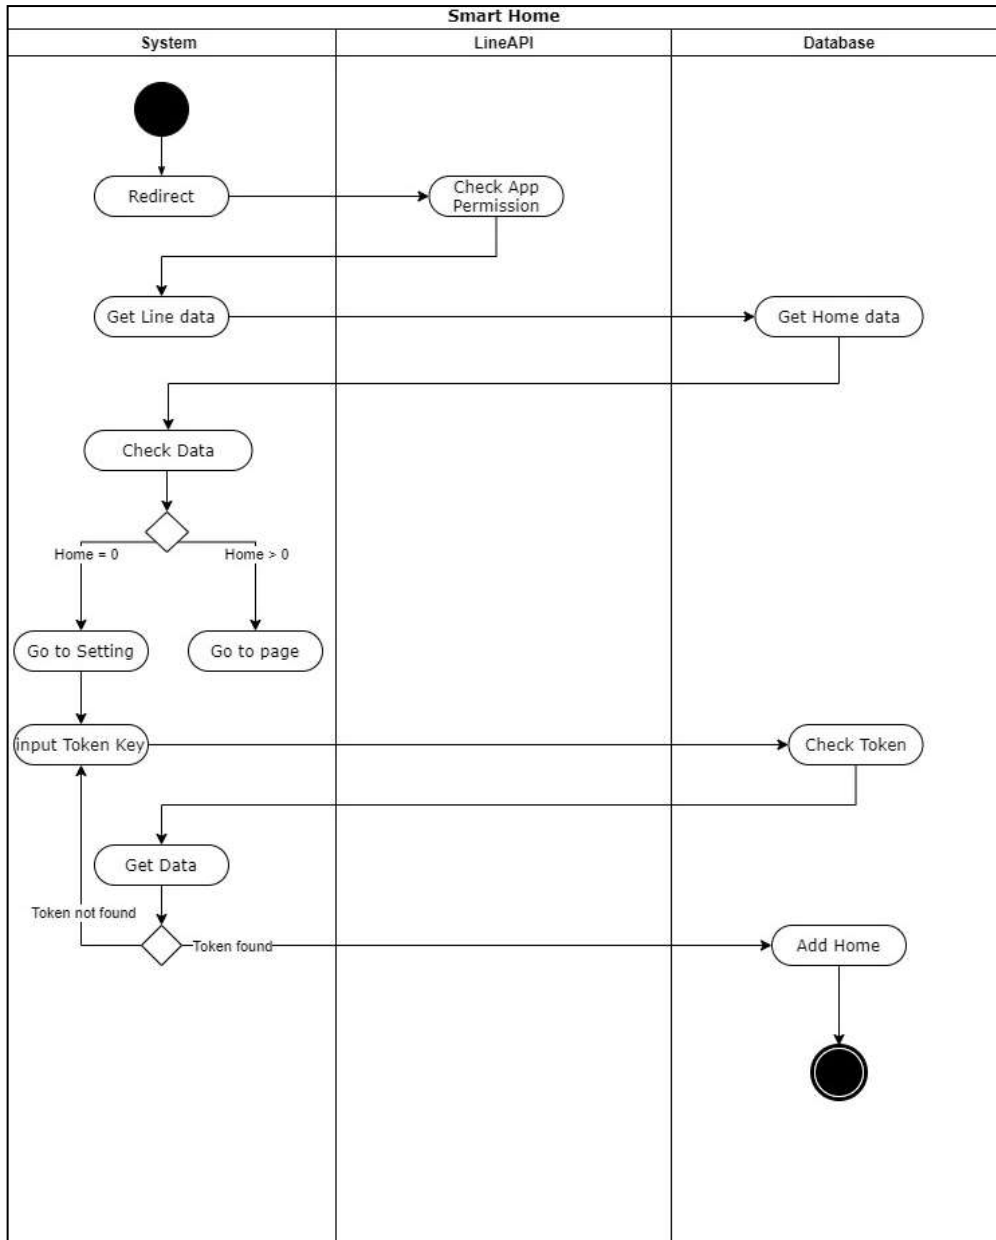 Smart Home
System
LineAPI
Database
Redirect
Check App
Permission
Get Line data
Get Home data
Check Data
Home = 0
Home > 0
Go to Setting
Go to page
input Token Key
Check Token
Get Data
Token not found
Token found
Add Home